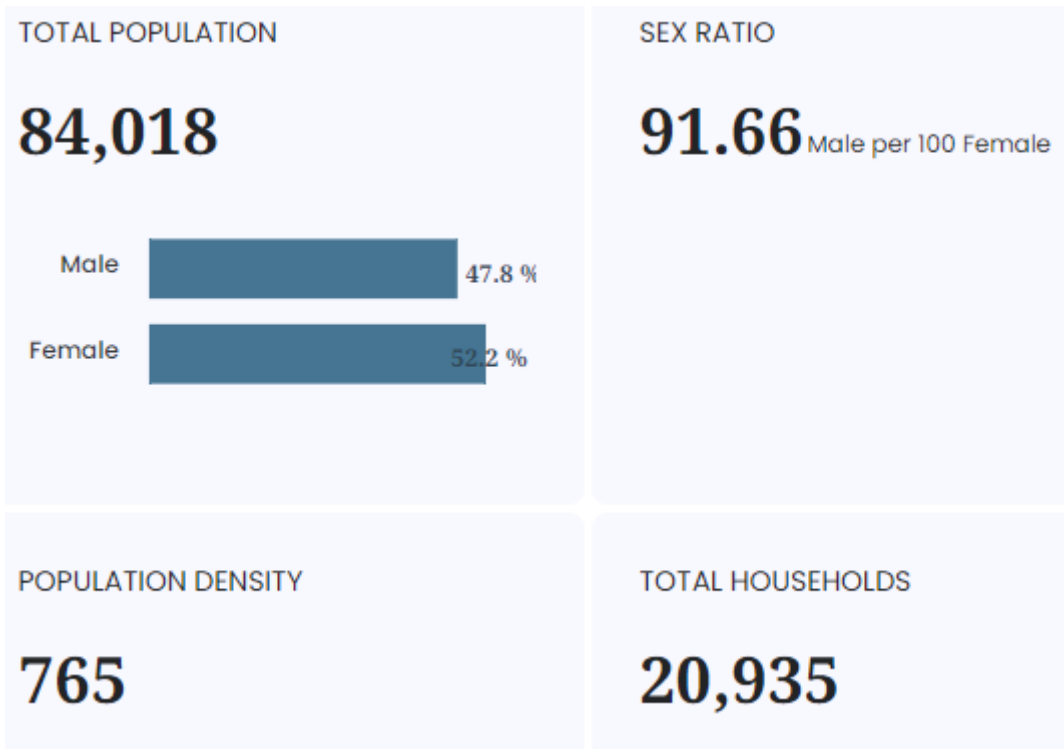 TOTAL POPULATION
84,018
Male 47.8 %
Female 52.2 %
SEX RATIO
91.66 Male per 100 Female
POPULATION DENSITY
765
TOTAL HOUSEHOLDS
20,935